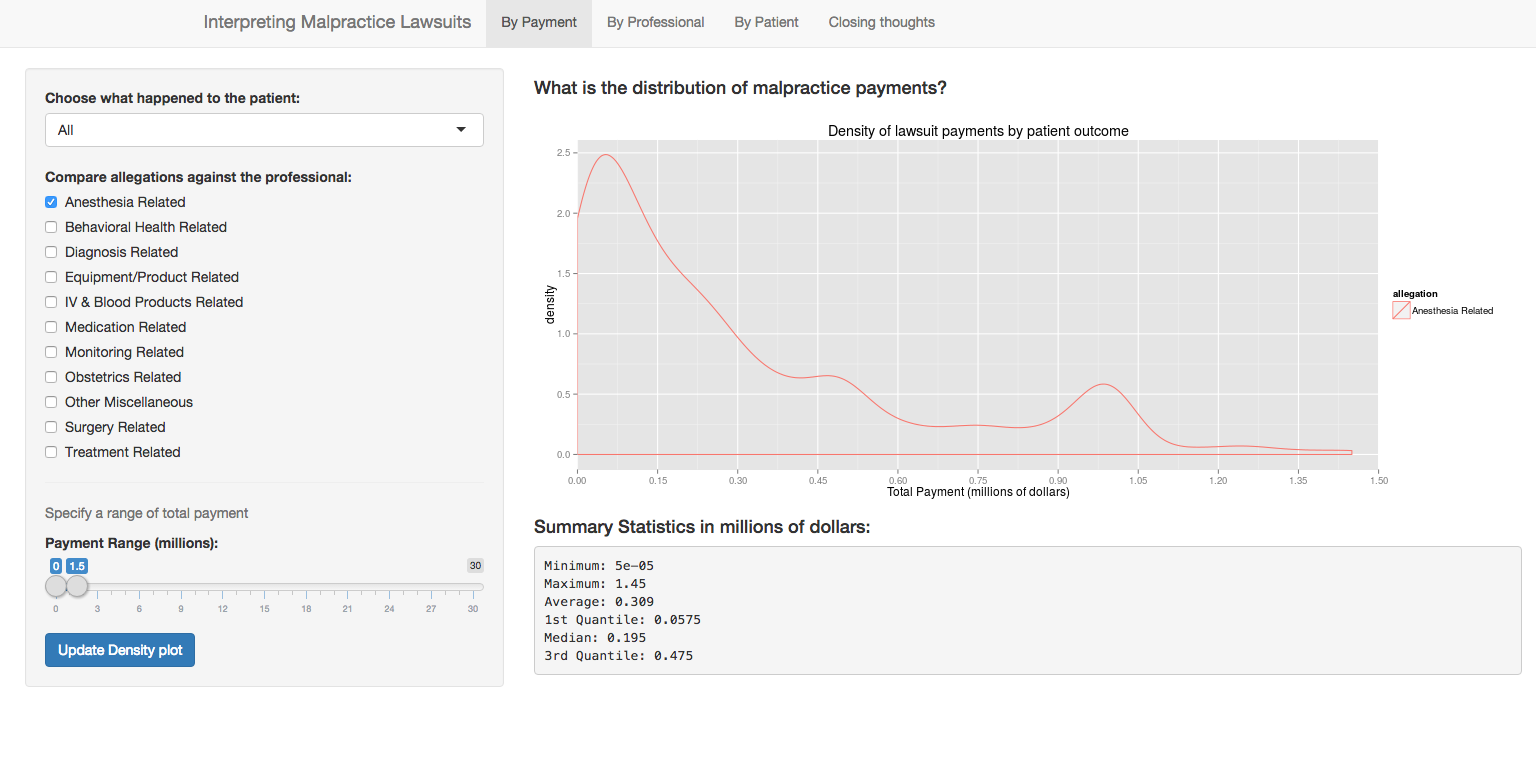 Interpreting Malpractice Lawsuits By Payment By Professional By Patient Closing thoughts
Choose what happened to the patient:
All
Compare allegations against the professional:
Anesthesia Related
Behavioral Health Related
Diagnosis Related
Equipment/Product Related
IV & Blood Products Related
Medication Related
Monitoring Related
Obstetrics Related
Other Miscellaneous
Surgery Related
Treatment Related
Specify a range of total payment
Payment Range (millions):
0 1.5 30
0 3 6 9 12 15 18 21 24 27 30
Update Density plot
What is the distribution of malpractice payments?
Density of lawsuit payments by patient outcome
2.5
2.0
1.5
1.0
0.5
0.0
density
0.00 0.15 0.30 0.45 0.60 0.75 0.90 1.05 1.20 1.35 1.50
Total Payment (millions of dollars)
allegation
Anesthesia Related
Summary Statistics in millions of dollars:
Minimum: 5e-05
Maximum: 1.45
Average: 0.309
1st Quantile: 0.0575
Median: 0.195
3rd Quantile: 0.475